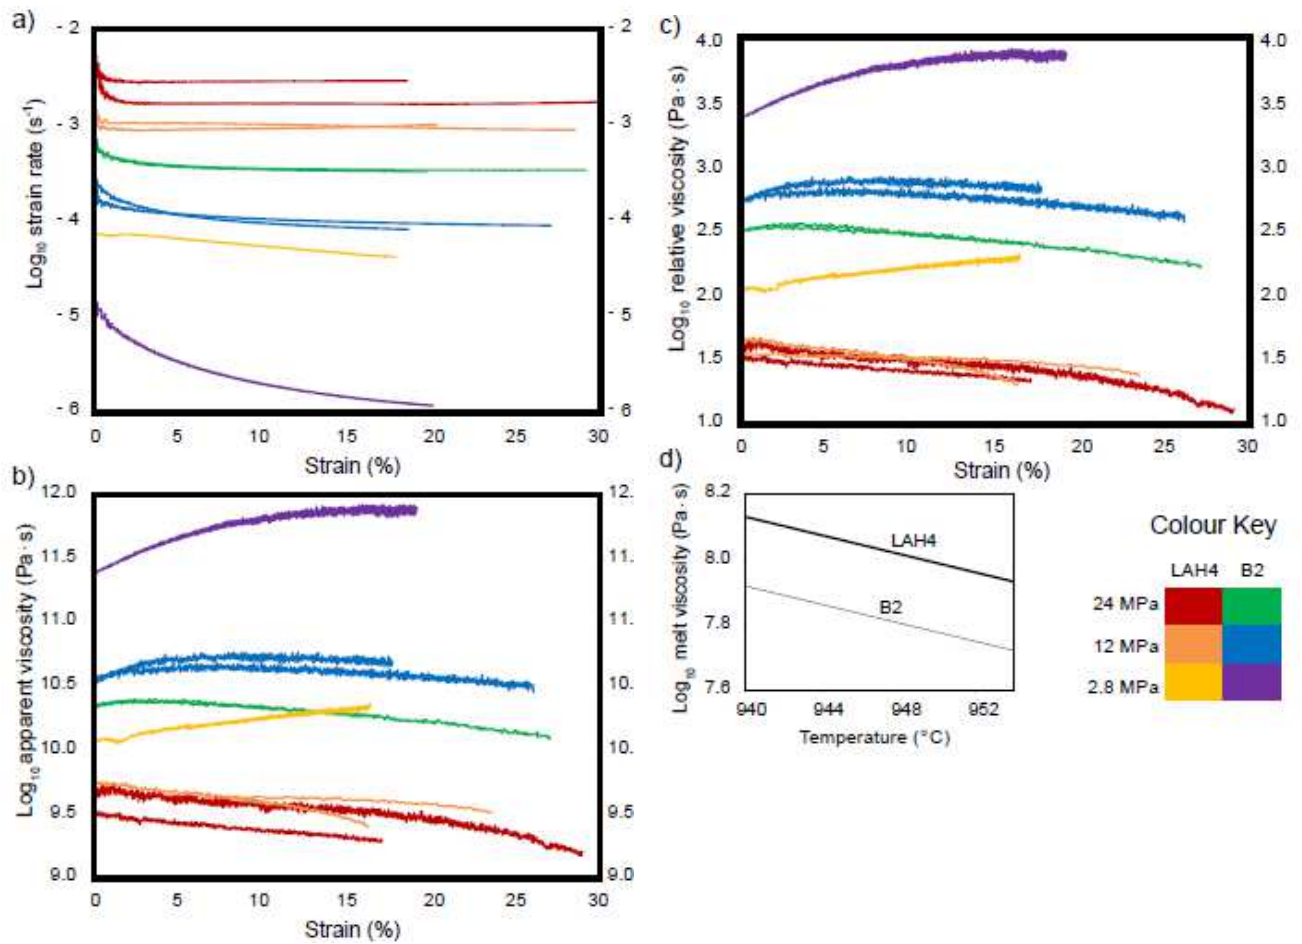 a)
- 2
- 3
- 4
- 5
- 6
Log10 strain rate (s-1)
- 2
- 3
- 4
- 5
- 6
0 5 10 15 20 25 30
Strain (%)
b)
12.0
11.5
11.0
10.5
10.0
9.5
9.0
Log10 apparent viscosity (Pa·s)
12.
11.
11.
10.
10.
9.5
9.0
0 5 10 15 20 25 30
Strain (%)
c)
4.0
3.5
3.0
2.5
2.0
1.5
1.0
Log10 relative viscosity (Pa·s)
4.0
3.5
3.0
2.5
2.0
1.5
1.0
0 5 10 15 20 25 30
Strain (%)
d)
8.2
8.0
7.8
7.6
Log10 melt viscosity (Pa·s)
LAH4
B2
940 944 948 952
Temperature (°C)
Colour Key
LAH4 B2
24 MPa
12 MPa
2.8 MPa